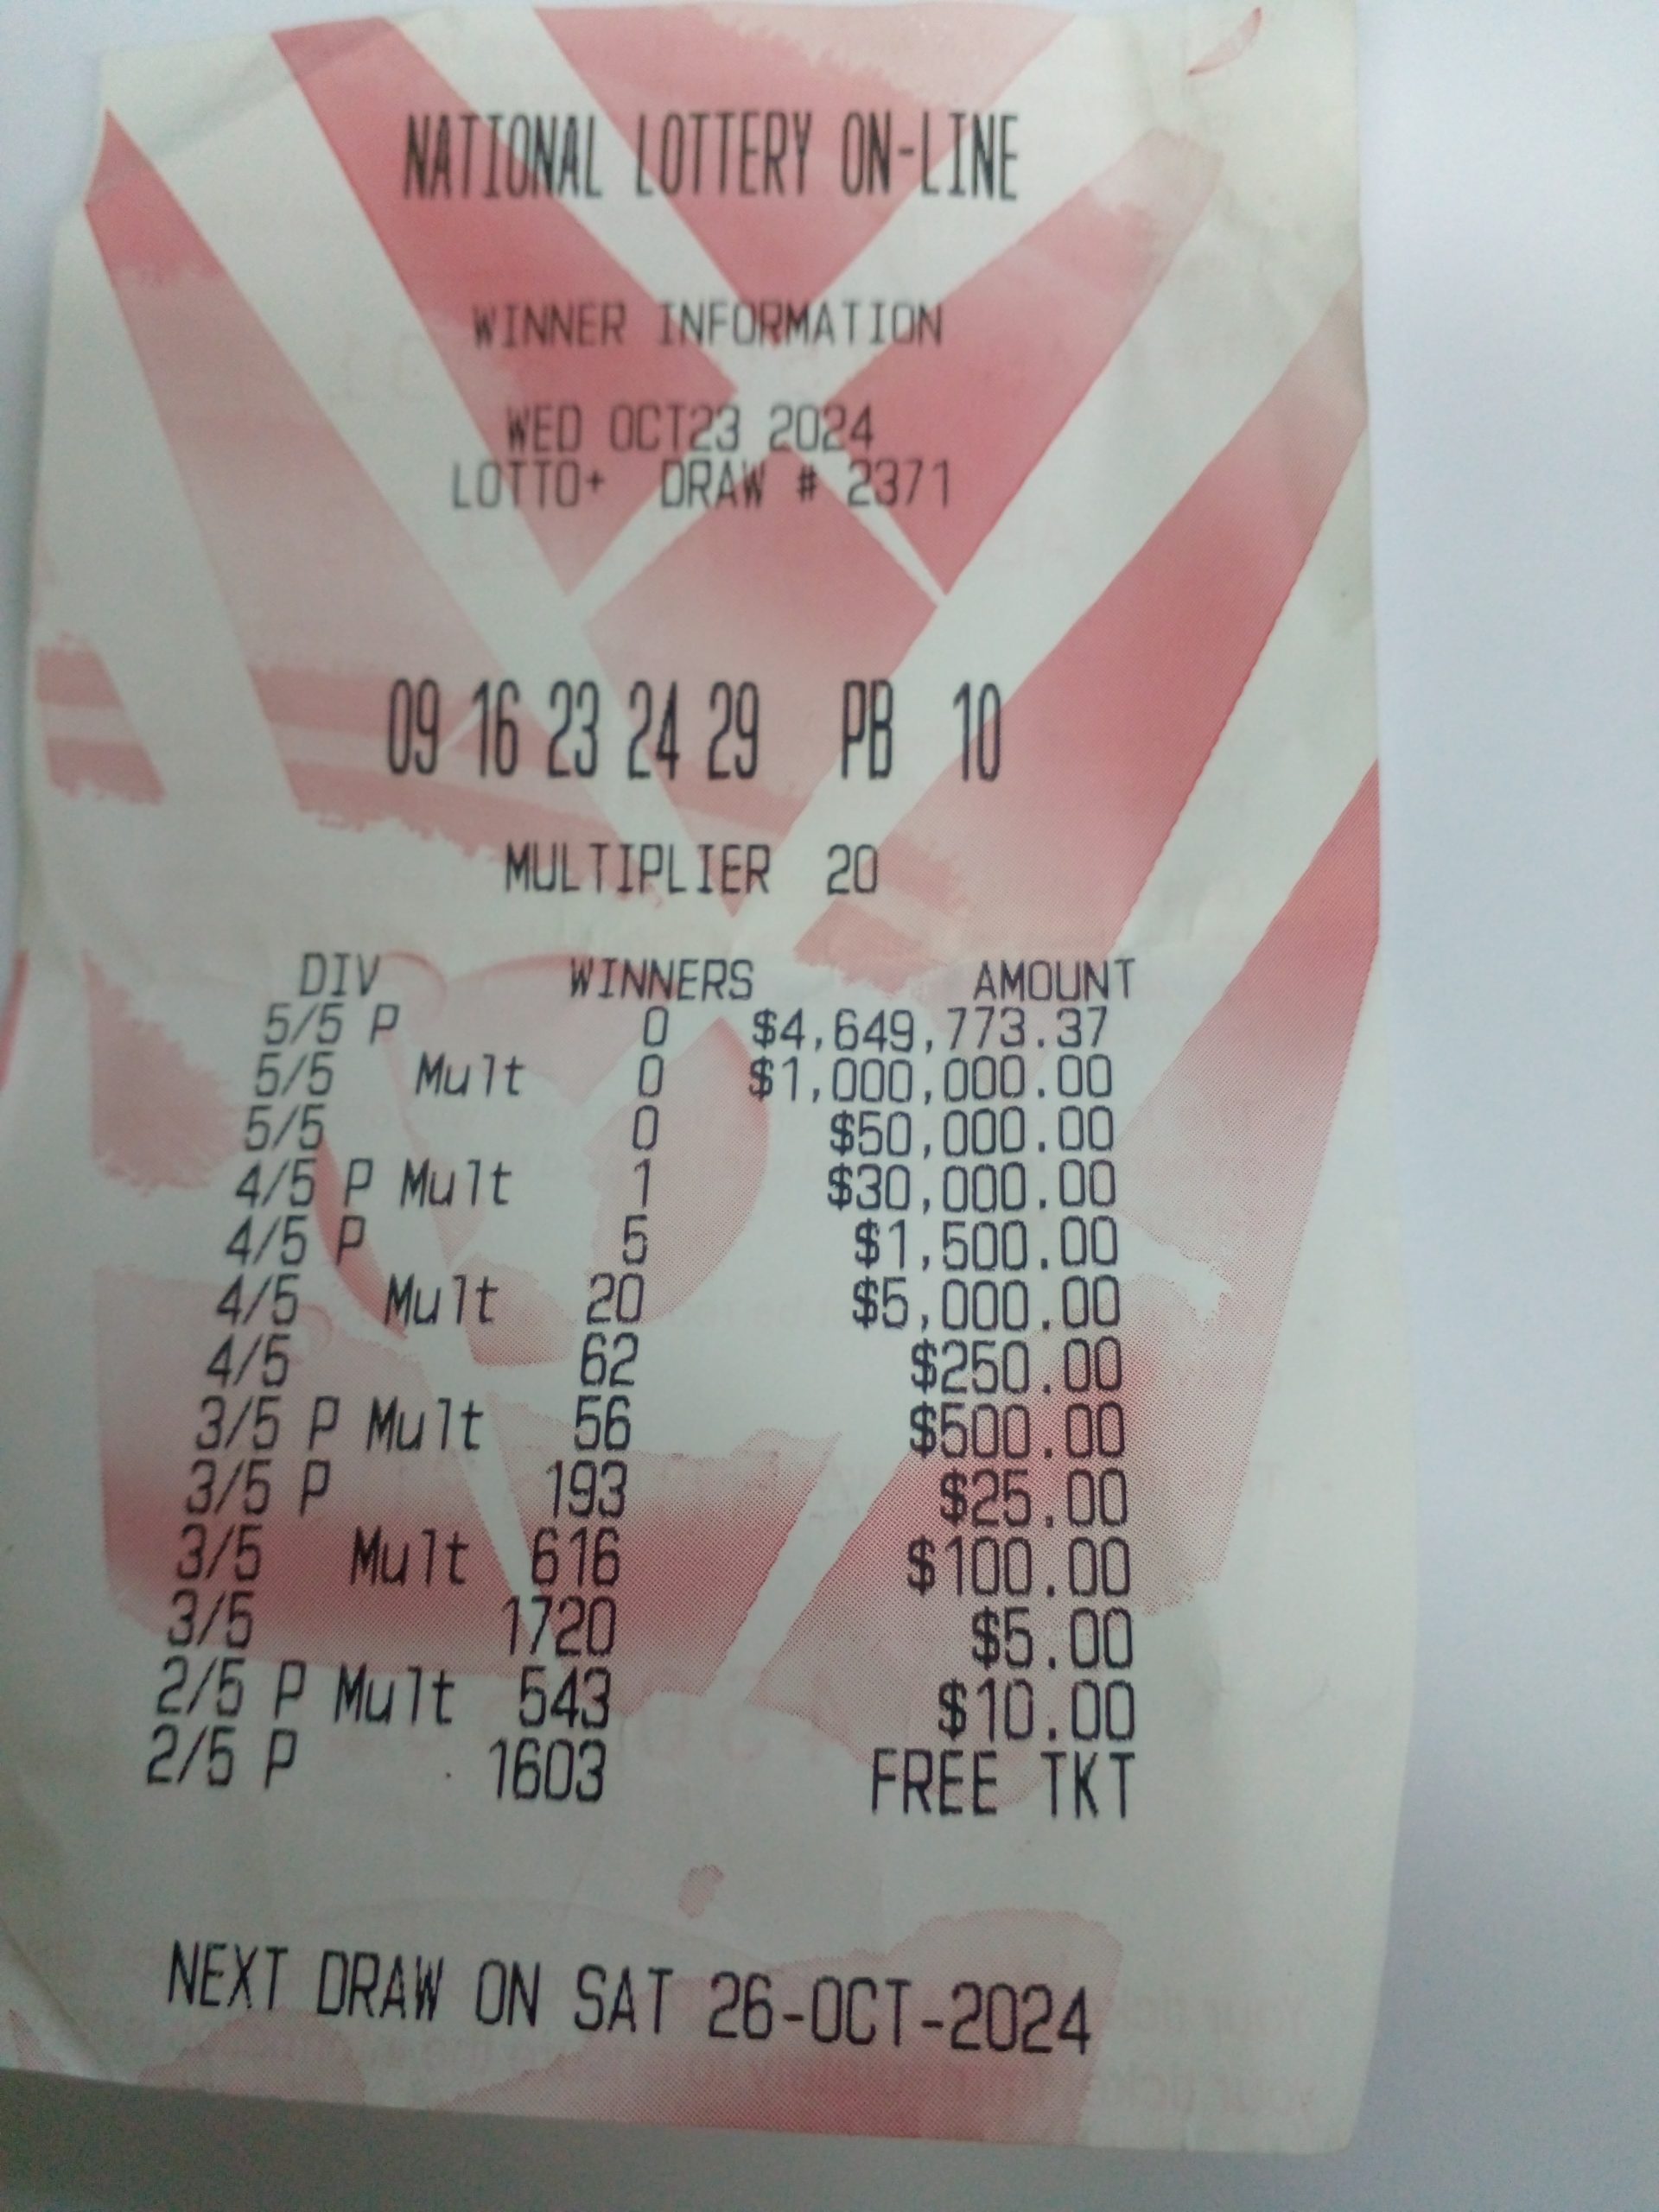 NATIONAL LOTTERY ON-LINE
WINNER INFORMATION
WED OCT23 2024
LOTTO+ DRAW # 2371
09 16 23 24 29 PB 10
MULTIPLIER 20
DIV WINNERS AMOUNT
5/5 P 0 $4,649,773.37
5/5 Mult 0 $1,000,000.00
5/5 0 $50,000.00
4/5 P Mult 1 $30,000.00
4/5 P 5 $1,500.00
4/5 Mult 20 $5,000.00
4/5 62 $250.00
3/5 P Mult 56 $500.00
3/5 P 193 $25.00
3/5 Mult 616 $100.00
3/5 1720 $5.00
2/5 P Mult 543 $10.00
2/5 P 1603 FREE TKT
NEXT DRAW ON SAT 26-OCT-2024